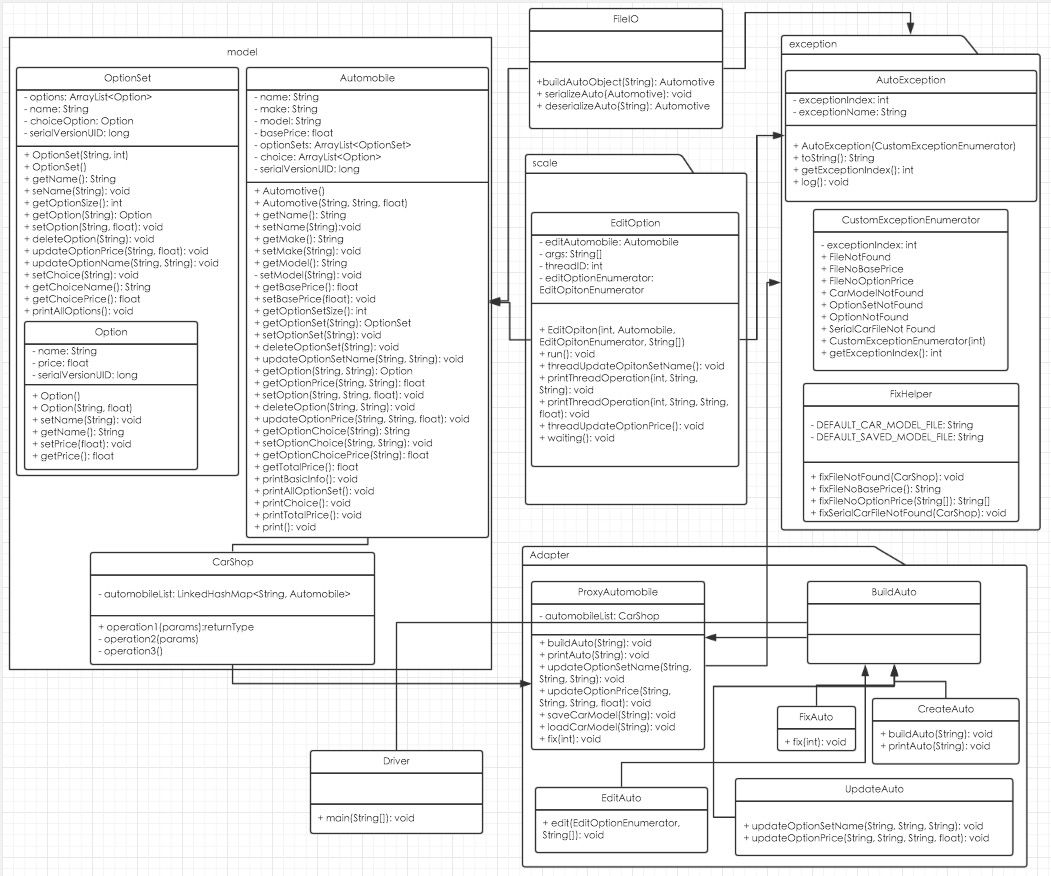 model
OptionSet
- options: ArrayList<Option>
- name: String
- choiceOption: Option
- serialVersionUID: long
+ OptionSet(String, int)
+ OptionSet()
+ getName(): String
+ seName(String): void
+ getOptionSize(): int
+ getOption(String): Option
+ setOption(String, float): void
+ deleteOption(String): void
+ updateOptionPrice(String, float): void
+ updateOptionName(String, String): void
+ setChoice(String): void
+ getChoiceName(): String
+ getChoicePrice(): float
+ printAllOptions(): void
Option
- name: String
- price: float
- serialVersionUID: long
+ Option()
+ Option(String, float)
+ setName(String): void
+ getName(): String
+ setPrice(float): void
+ getPrice(): float
Automobile
- name: String
- make: String
- model: String
- basePrice: float
- optionSets: ArrayList<OptionSet>
- choice: ArrayList<Option>
- serialVersionUID: long
+ Automotive()
+ Automotive(String, String, float)
+ getName(): String
+ setName(String):void
+ getMake(): String
+ setMake(String): void
+ getModel(): String
- setModel(String): void
+ getBasePrice(): float
+ setBasePrice(float): void
+ getOptionSetSize(): int
+ getOptionSet(String): OptionSet
+ setOptionSet(String): void
+ deleteOptionSet(String): void
+ updateOptionSetName(String, String): void
+ getOption(String, String): Option
+ getOptionPrice(String, String): float
+ setOption(String, String, float): void
+ deleteOption(String, String): void
+ updateOptionPrice(String, String, float): void
+ getOptionChoice(String): String
+ setOptionChoice(String, String): void
+ getOptionChoicePrice(String): float
+ getTotalPrice(): float
+ printBasicInfo(): void
+ printAllOptionSet(): void
+ printChoice(): void
+ printTotalPrice(): void
+ print(): void
CarShop
- automobileList: LinkedHashMap<String, Automobile>
+ operation1(params):returnType
- operation2(params)
- operation3()
FileIO
+buildAutoObject(String): Automotive
+ serializeAuto(Automotive): void
+ deserializeAuto(String): Automotive
scale
EditOption
- editAutomobile: Automobile
- args: String[]
- threadID: int
- editOptionEnumerator:
EditOpitonEnumerator
+ EditOpiton(int, Automobile,
EditOpitonEnumerator, String[])
+ run(): void
+ threadUpdateOpitonSetName(): void
+ printThreadOperation(int, String,
String): void
+ printThreadOperation(int, String, String,
float): void
+ threadUpdateOptionPrice(): void
+ waiting(): void
exception
AutoException
- exceptionIndex: int
- exceptionName: String
+ AutoException(CustomExceptionEnumarator)
+ toString(): String
+ getExceptionIndex(): int
+ log(): void
CustomExceptionEnumerator
- exceptionIndex: int
+ FileNotFound
+ FileNoBasePrice
+ FileNoOptionPrice
+ CarModelNotFound
+ OptionSetNotFound
+ OptionNotFound
+ SerialCarFileNot Found
+ CustomExceptionEnumerator(int)
+ getExceptionIndex(): int
FixHelper
- DEFAULT_CAR_MODEL_FILE: String
- DEFAULT_SAVED_MODEL_FILE: String
+ fixFileNotFound(CarShop): void
+ fixFileNoBasePrice(): String
+ fixFileNoOptionPrice(String[]): String[]
+ fixSerialCarFileNotFound(CarShop): void
Adapter
ProxyAutomobile
- automobileList: CarShop
+ buildAuto(String): void
+ printAuto(String): void
+ updateOptionSetName(String,
String, String): void
+ updateOptionPrice(String,
String, String, float): void
+ saveCarModel(String): void
+ loadCarModel(String): void
+ fix(int): void
BuildAuto
FixAuto
+ fix(int): void
CreateAuto
+ buildAuto(String): void
+ printAuto(String): void
EditAuto
+ edit(EditOptionEnumerator,
String[]): void
UpdateAuto
+ updateOptionSetName(String, String, String): void
+ updateOptionPrice(String, String, String, float): void
Driver
+ main(String[]): void